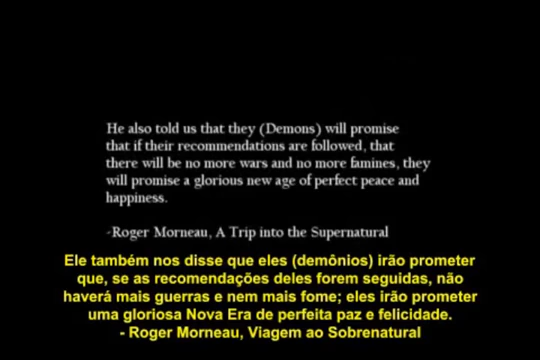 He also told us that they (Demons) will promise
that if their recommendations are followed, that
there will be no more wars and no more famines, they
will promise a glorious new age of perfect peace and
happiness.
-Roger Morneau, A Trip into the Supernatural
Ele também nos disse que eles (demônios) irão prometer
que, se as recomendações deles forem seguidas, não
haverá mais guerras e nem mais fome; eles irão prometer
uma gloriosa Nova Era de perfeita paz e felicidade.
- Roger Morneau, Viagem ao Sobrenatural